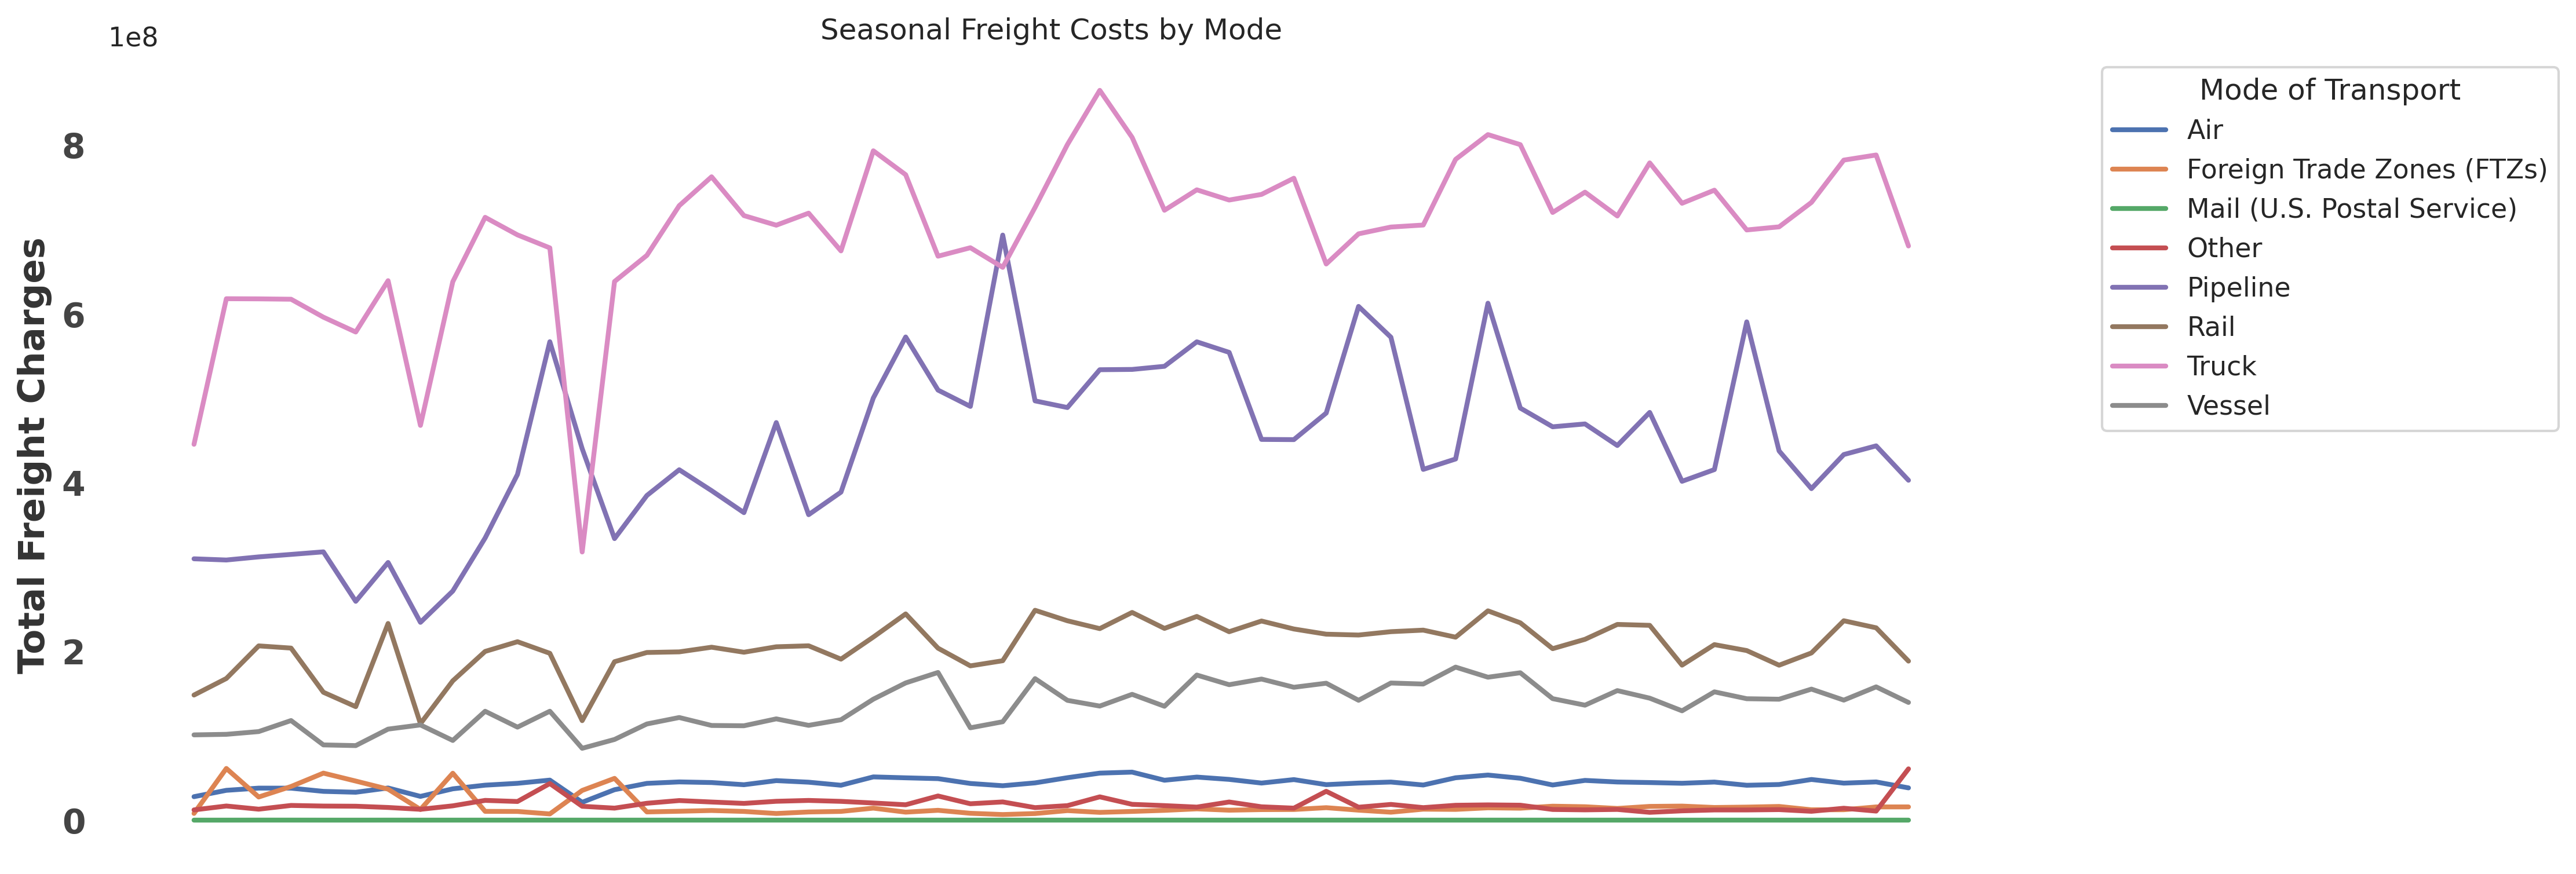 Seasonal Freight Costs by Mode
1e8
Total Freight Charges
8
6
4
2
0
Mode of Transport
Air
Foreign Trade Zones (FTZs)
Mail (U.S. Postal Service)
Other
Pipeline
Rail
Truck
Vessel